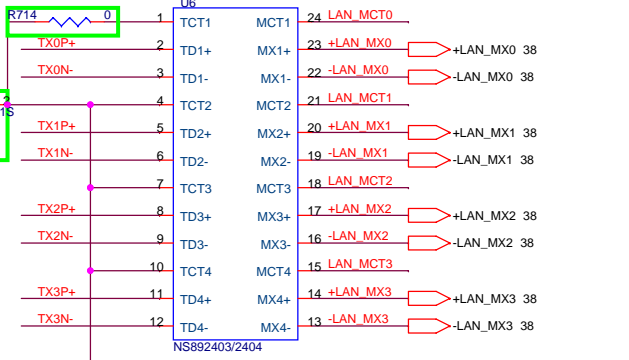 U6
R714 0 1 TCT1 MCT1 24 LAN_MCT0
TX0P+ 2 TD1+ MX1+ 23 +LAN_MX0 +LAN_MX0 38
TX0N- 3 TD1- MX1- 22 -LAN_MX0 -LAN_MX0 38
2 4 TCT2 MCT2 21 LAN_MCT1
1S
TX1P+ 5 TD2+ MX2+ 20 +LAN_MX1 +LAN_MX1 38
TX1N- 6 TD2- MX2- 19 -LAN_MX1 -LAN_MX1 38
7 TCT3 MCT3 18 LAN_MCT2
TX2P+ 8 TD3+ MX3+ 17 +LAN_MX2 +LAN_MX2 38
TX2N- 9 TD3- MX3- 16 -LAN_MX2 -LAN_MX2 38
10 TCT4 MCT4 15 LAN_MCT3
TX3P+ 11 TD4+ MX4+ 14 +LAN_MX3 +LAN_MX3 38
TX3N- 12 TD4- MX4- 13 -LAN_MX3 -LAN_MX3 38
NS892403/2404